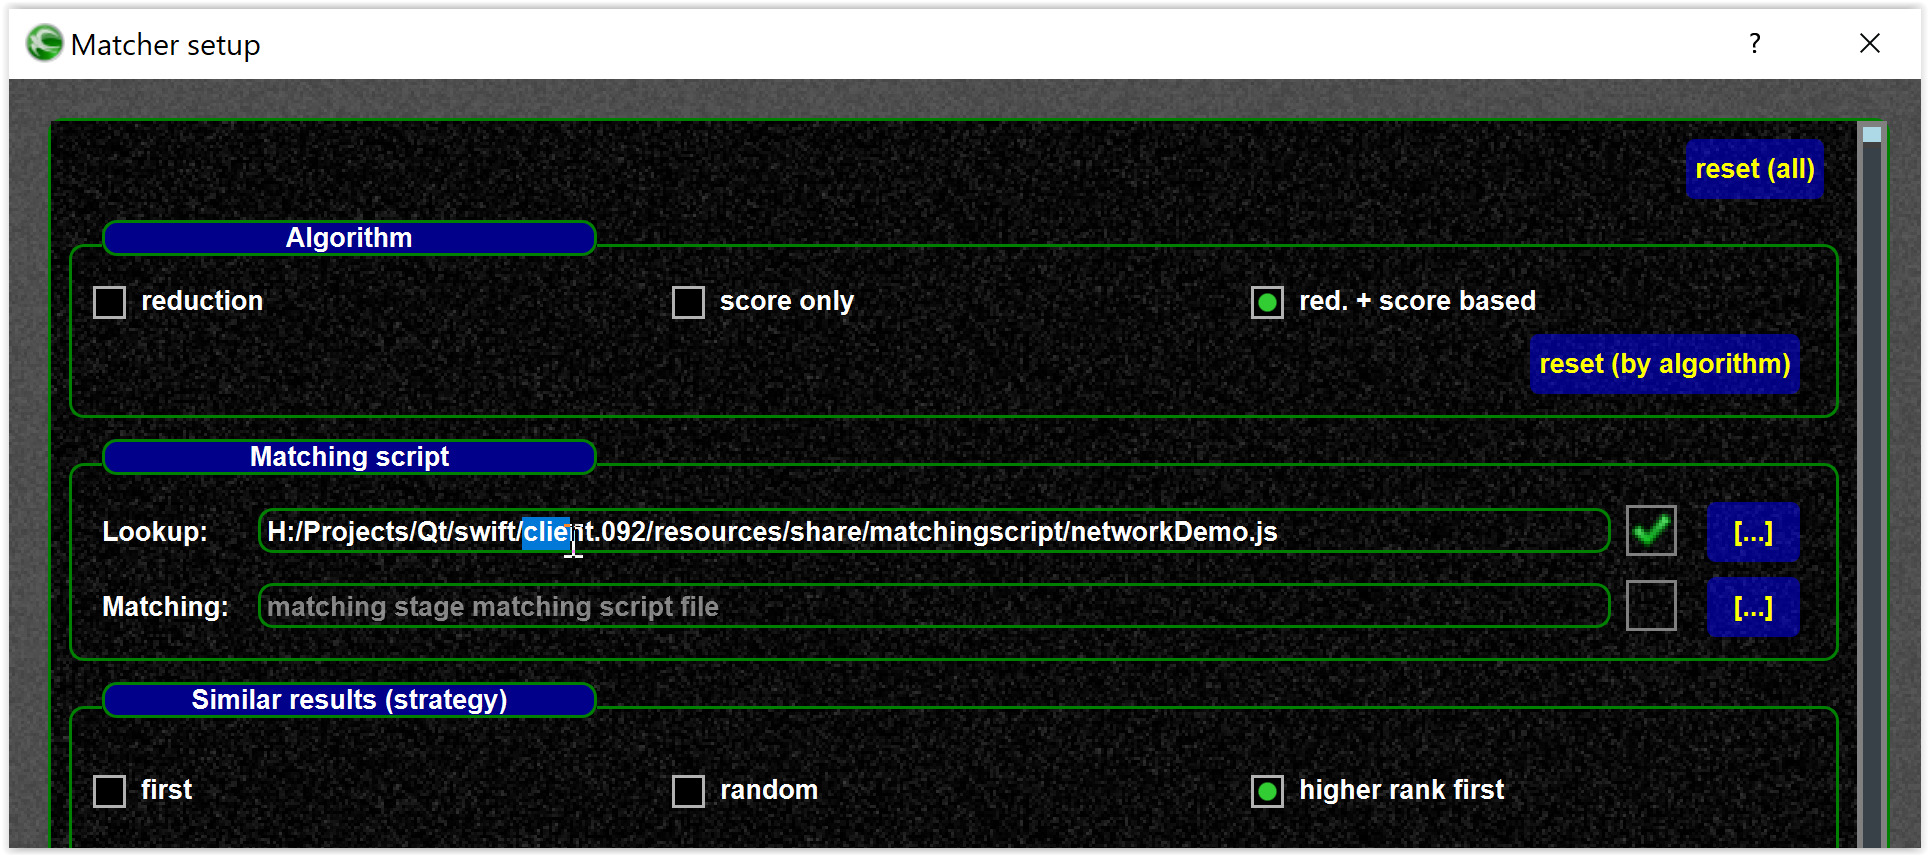 Matcher setup ?
reset (all)
Algorithm
reduction score only red. + score based
reset (by algorithm)
Matching script
Lookup: H:/Projects/Qt/swift/client.092/resources/share/matchingscript/networkDemo.js [...]
Matching: matching stage matching script file [...]
Similar results (strategy)
first random higher rank first